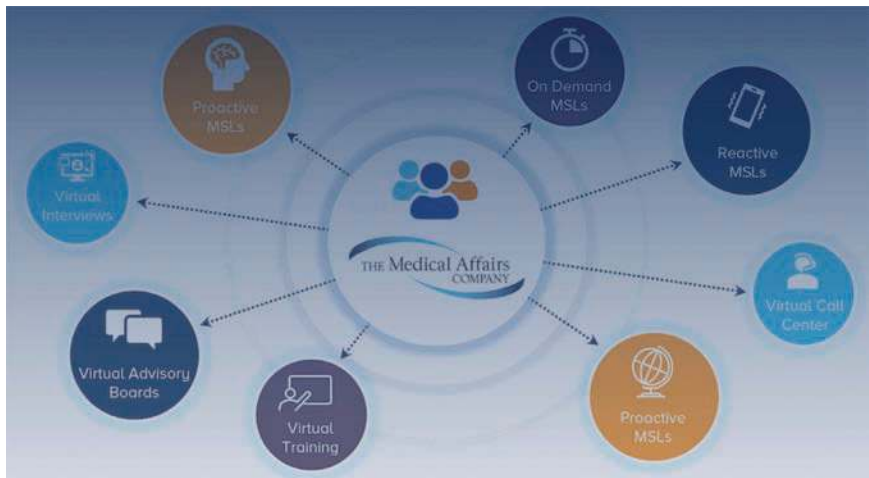 Proactive
MSLs
On Demand
MSLs
Reactive
MSLs
Virtual
Interviews
THE Medical Affairs
COMPANY
Virtual Call
Center
Virtual Advisory
Boards
Virtual
Training
Proactive
MSLs